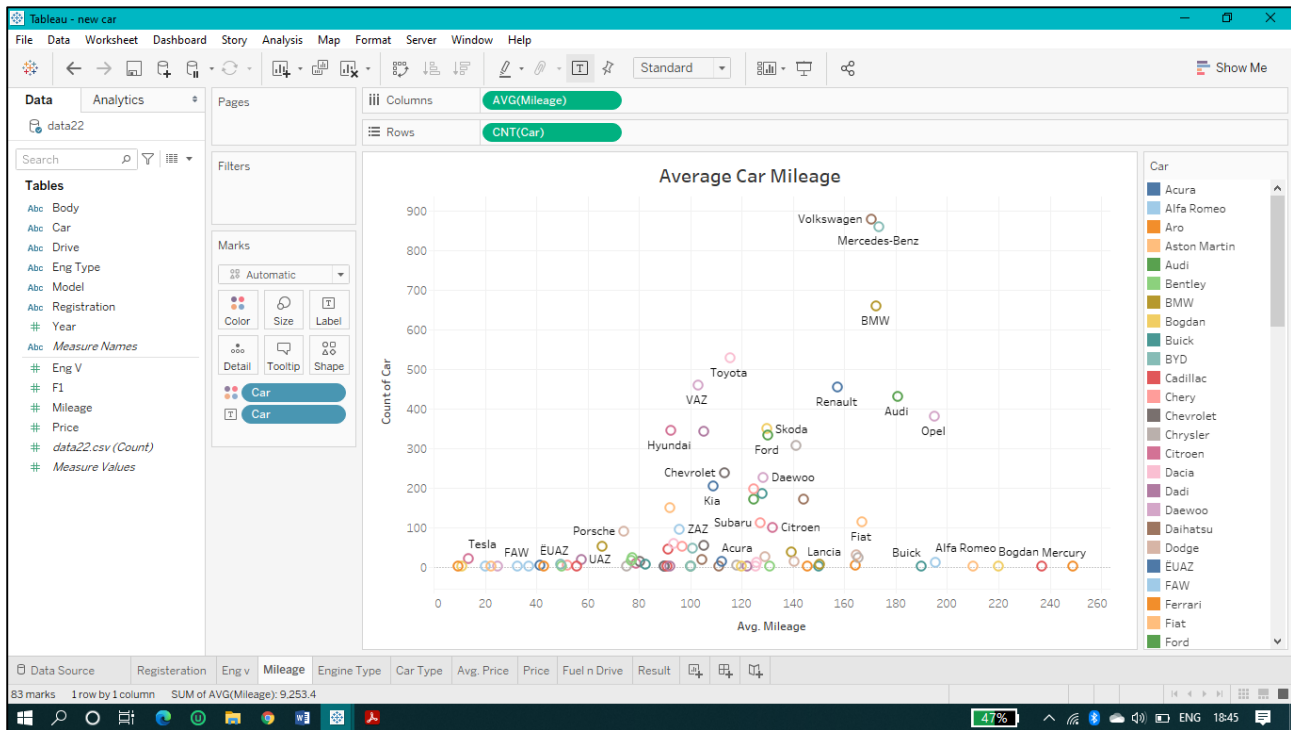 Tableau - new car
File Data Worksheet Dashboard Story Analysis Map Format Server Window Help
Standard
Show Me
Data Analytics
data22
Search
Tables
Abc Body
Abc Car
Abc Drive
Abc Eng Type
Abc Model
Abc Registration
# Year
Abc Measure Names
# Eng V
# F1
# Mileage
# Price
# data22.csv (Count)
# Measure Values
Pages
Filters
Marks
Automatic
Color Size Label
Detail Tooltip Shape
Car
T Car
Columns AVG(Mileage)
Rows CNT(Car)
Average Car Mileage
Count of Car
900
800
700
600
500
400
300
200
100
0
Volkswagen
Mercedes-Benz
BMW
Toyota
VAZ
Renault
Audi
Opel
Skoda
Hyundai
Ford
Chevrolet
Daewoo
Kia
Porsche
ZAZ
Subaru
Citroen
Fiat
Tesla
FAW
ËUAZ
UAZ
Acura
Lancia
Buick
Alfa Romeo
Bogdan
Mercury
0 20 40 60 80 100 120 140 160 180 200 220 240 260
Avg. Mileage
Car
Acura
Alfa Romeo
Aro
Aston Martin
Audi
Bentley
BMW
Bogdan
Buick
BYD
Cadillac
Chery
Chevrolet
Chrysler
Citroen
Dacia
Dadi
Daewoo
Daihatsu
Dodge
ËUAZ
FAW
Ferrari
Fiat
Ford
Data Source Registeration Eng v Mileage Engine Type Car Type Avg. Price Price Fuel n Drive Result
83 marks 1 row by 1 column SUM of AVG(Mileage): 9,253.4
47% ENG 18:45